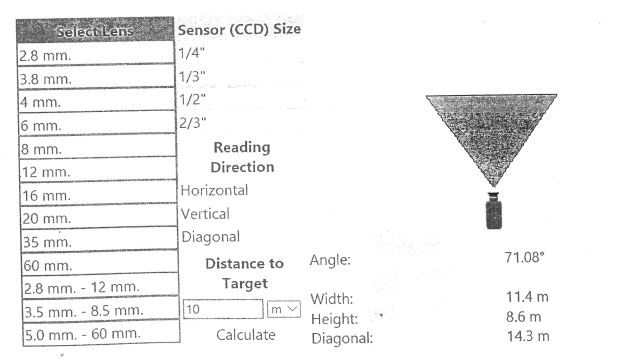 Select Lens
2.8 mm.
3.8 mm.
4 mm.
6 mm.
8 mm.
12 mm.
16 mm.
20 mm.
35 mm.
60 mm.
2.8 mm. - 12 mm.
3.5 mm. - 8.5 mm.
5.0 mm. - 60 mm.
Sensor (CCD) Size
1/4"
1/3"
1/2"
2/3"
Reading
Direction
Horizontal
Vertical
Diagonal
Distance to
Target
10 m
Calculate
Angle: 71.08°
Width: 11.4 m
Height: 8.6 m
Diagonal: 14.3 m